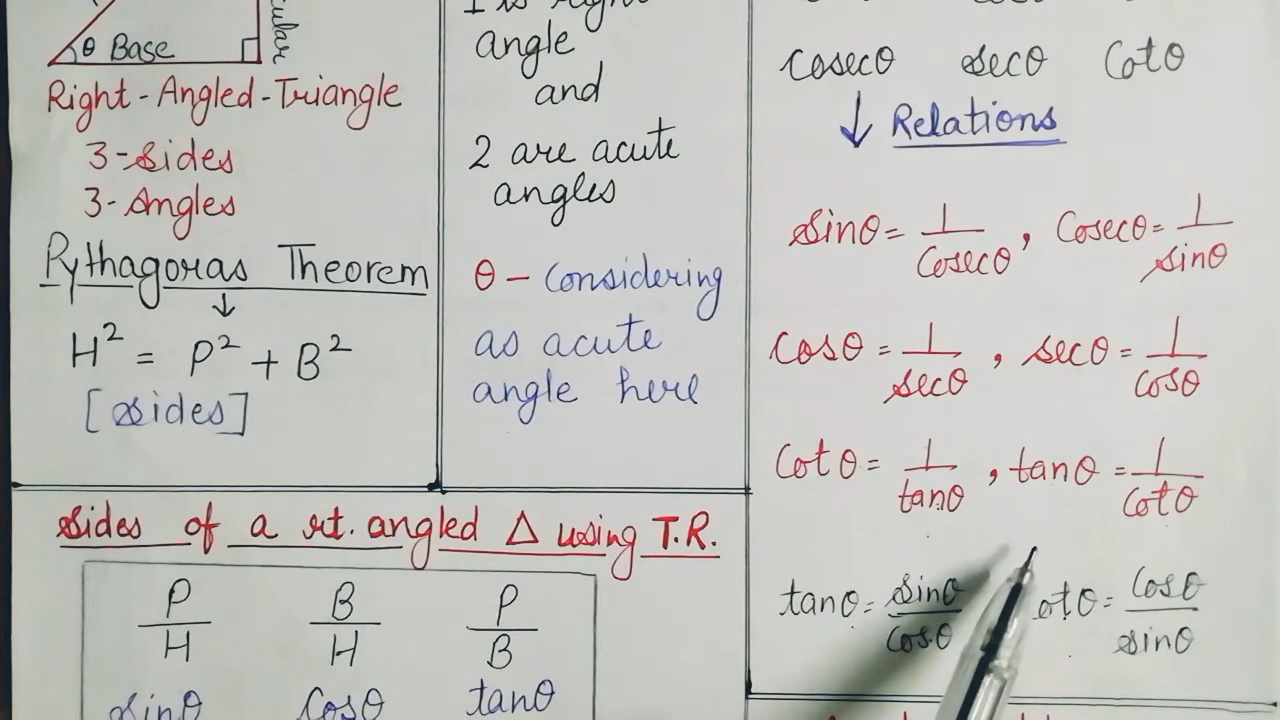 θ Base
Right-Angled-Triangle
3-Sides
3-Angles
Pythagoras Theorem
↓
H² = P² + B²
[sides]
angle
and
2 are acute
angles
θ – Considering
as acute
angle here
Cosecθ secθ Cotθ
↓ Relations
sinθ = 1/Cosecθ , Cosecθ = 1/sinθ
Cosθ = 1/secθ , secθ = 1/cosθ
Cotθ = 1/tanθ , tanθ = 1/Cotθ
tanθ = sinθ/cosθ otθ = Cosθ/sinθ
Sides of a rt. angled Δ using T.R.
P/H B/H P/B
sinθ Cosθ tanθ